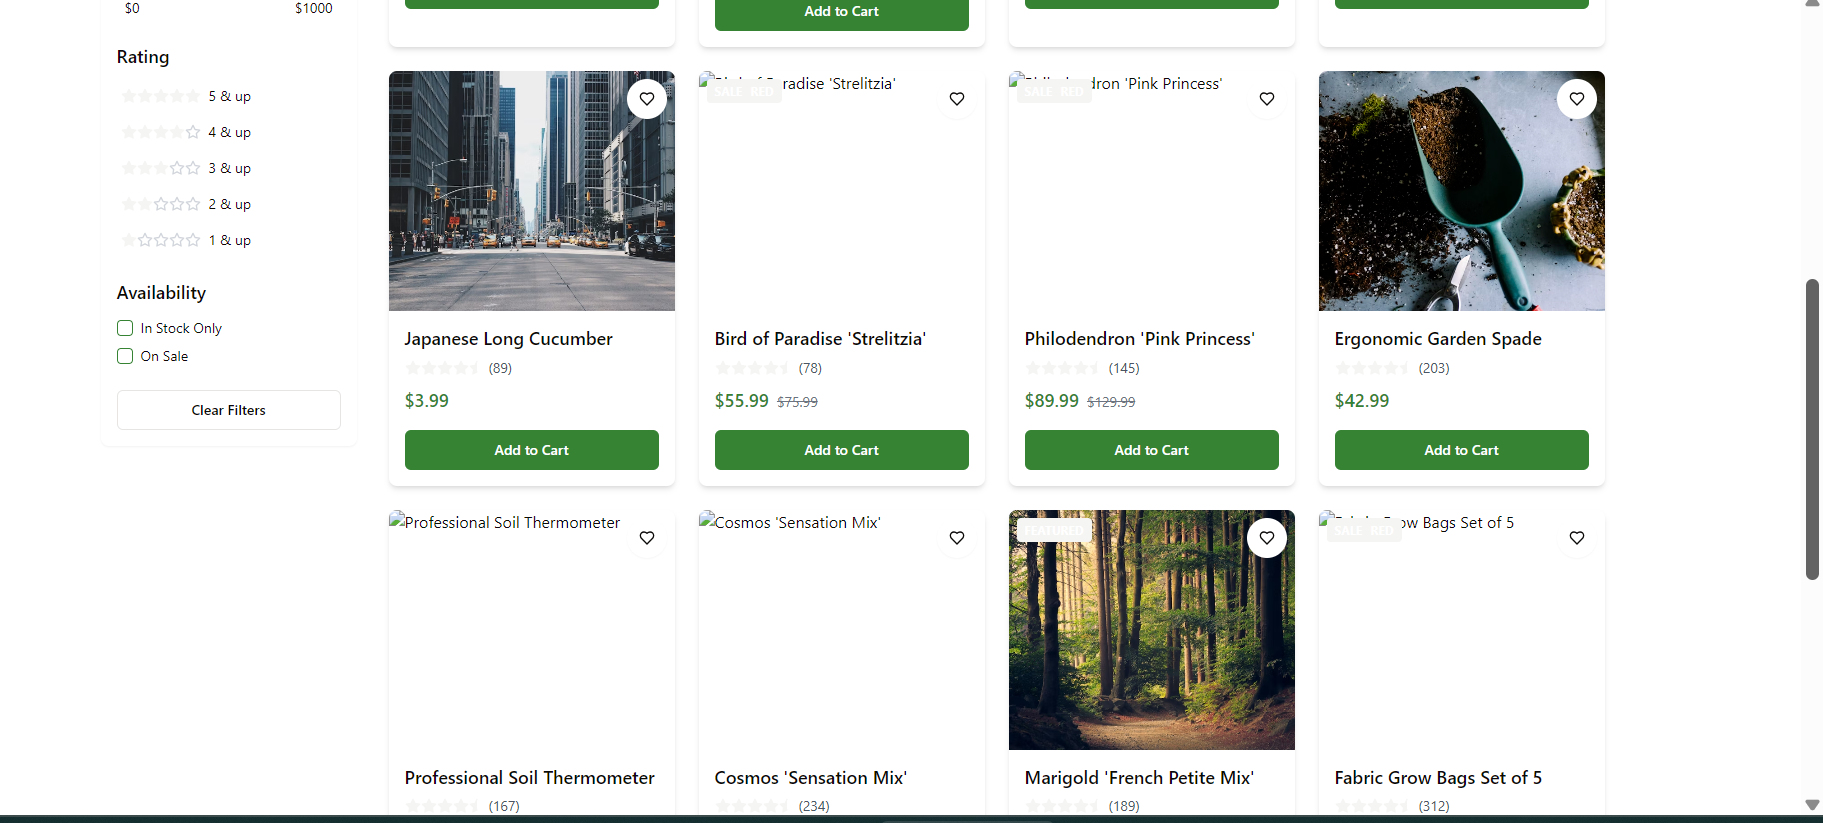 $0 $1000
Rating
5 & up
4 & up
3 & up
2 & up
1 & up
Availability
In Stock Only
On Sale
Clear Filters
Add to Cart
Japanese Long Cucumber
(89)
$3.99
Add to Cart
SALE RED
radise 'Strelitzia'
Bird of Paradise 'Strelitzia'
(78)
$55.99 $75.99
Add to Cart
SALE RED
dron 'Pink Princess'
Philodendron 'Pink Princess'
(145)
$89.99 $129.99
Add to Cart
Ergonomic Garden Spade
(203)
$42.99
Add to Cart
Professional Soil Thermometer
Professional Soil Thermometer
(167)
Cosmos 'Sensation Mix'
Cosmos 'Sensation Mix'
(234)
FEATURED
Marigold 'French Petite Mix'
(189)
SALE RED
ow Bags Set of 5
Fabric Grow Bags Set of 5
(312)